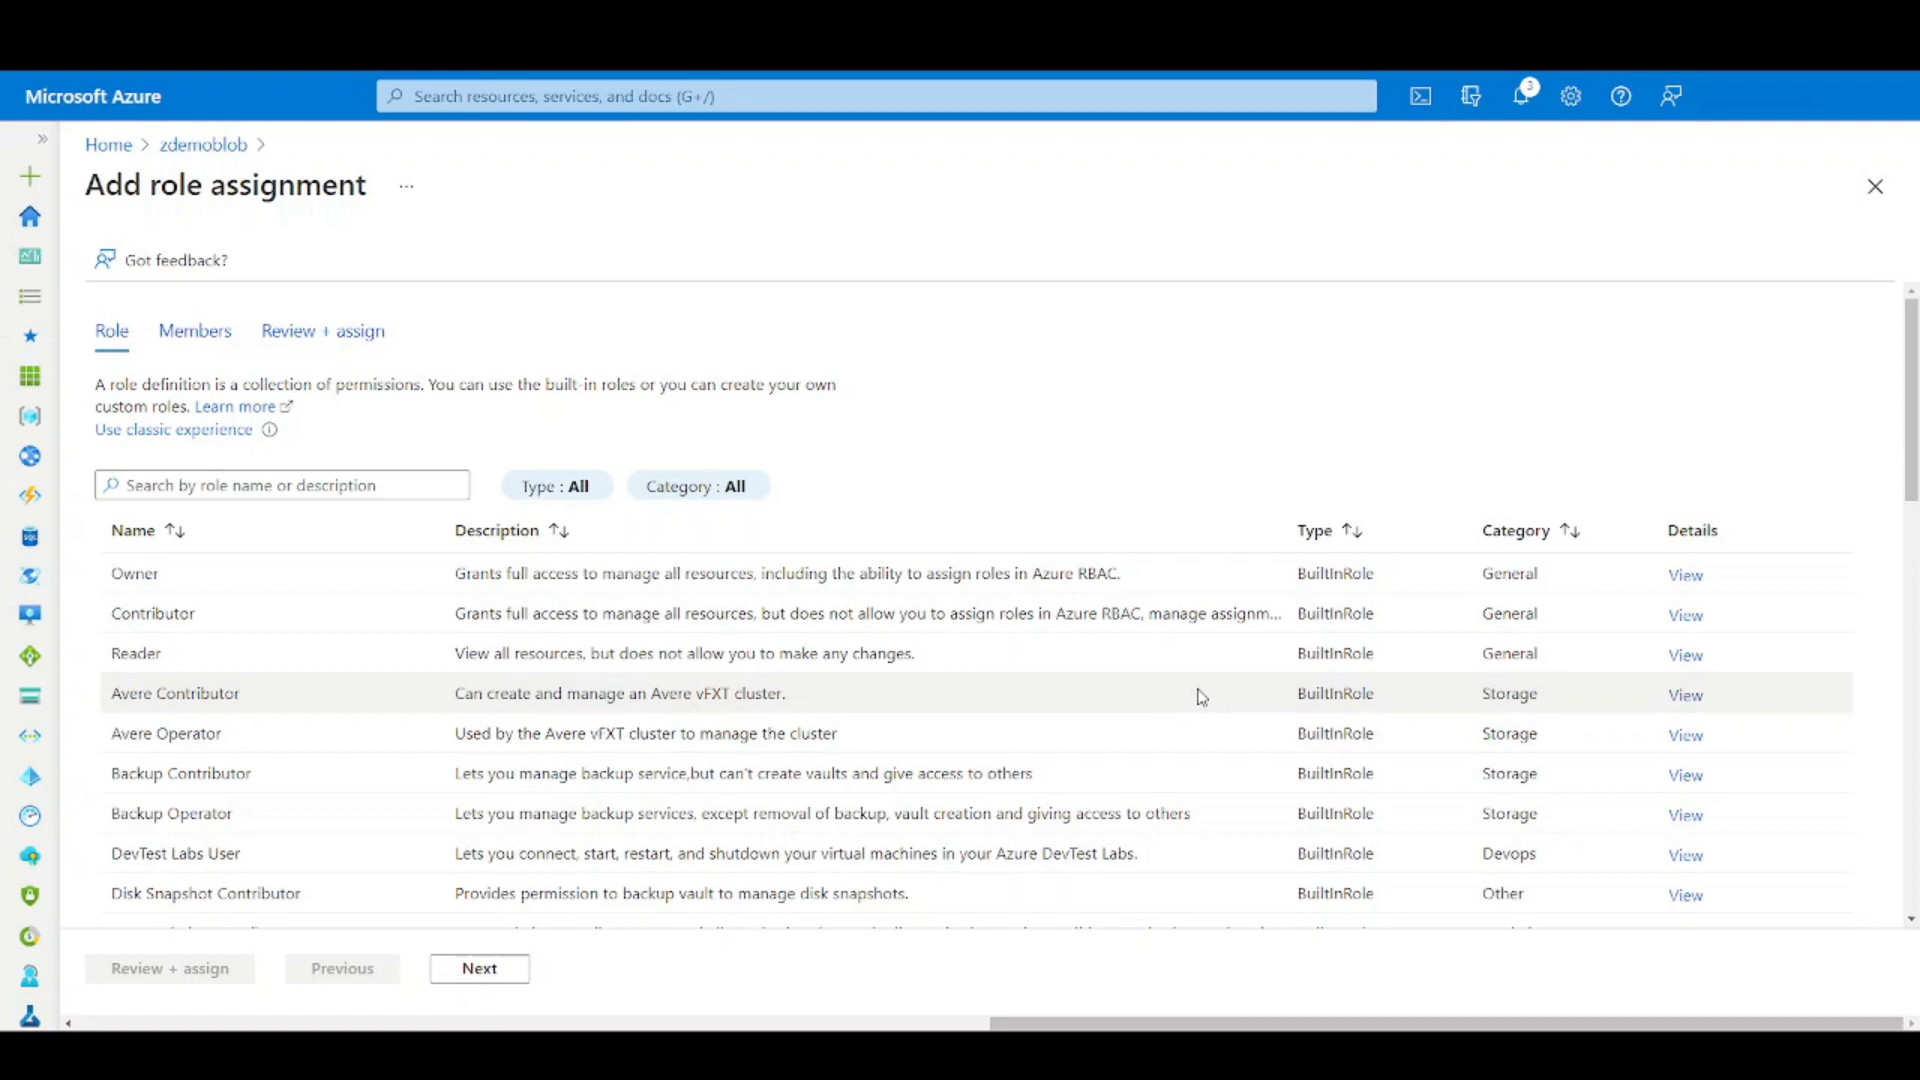 Microsoft Azure
Search resources, services, and docs (G+/)
3
Home > zdemoblob >
Add role assignment ...
Got feedback?
Role Members Review + assign
A role definition is a collection of permissions. You can use the built-in roles or you can create your own
custom roles. Learn more
Use classic experience
Search by role name or description Type : All Category : All
Name Description Type Category Details
Owner Grants full access to manage all resources, including the ability to assign roles in Azure RBAC. BuiltInRole General View
Contributor Grants full access to manage all resources, but does not allow you to assign roles in Azure RBAC, manage assignm... BuiltInRole General View
Reader View all resources, but does not allow you to make any changes. BuiltInRole General View
Avere Contributor Can create and manage an Avere vFXT cluster. BuiltInRole Storage View
Avere Operator Used by the Avere vFXT cluster to manage the cluster BuiltInRole Storage View
Backup Contributor Lets you manage backup service,but can't create vaults and give access to others BuiltInRole Storage View
Backup Operator Lets you manage backup services, except removal of backup, vault creation and giving access to others BuiltInRole Storage View
DevTest Labs User Lets you connect, start, restart, and shutdown your virtual machines in your Azure DevTest Labs. BuiltInRole Devops View
Disk Snapshot Contributor Provides permission to backup vault to manage disk snapshots. BuiltInRole Other View
Review + assign Previous Next